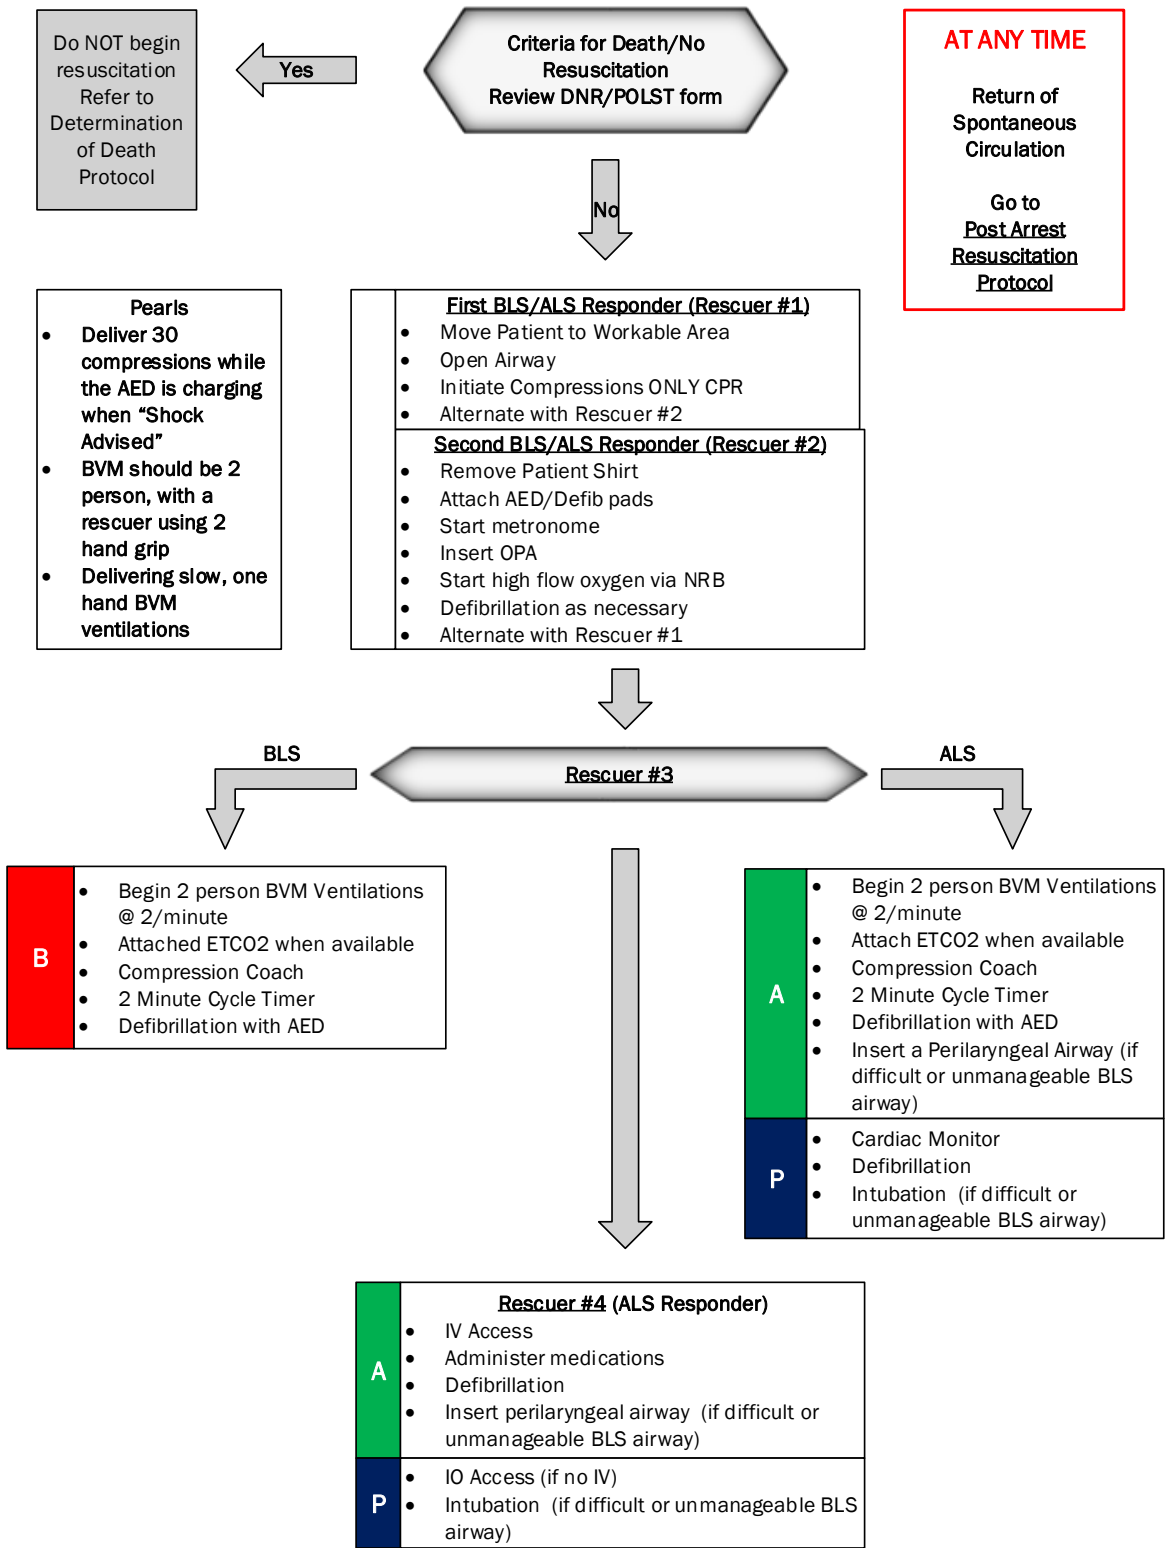 Do NOT begin
resuscitation
Refer to
Determination
of Death
Protocol
Yes
Criteria for Death/No
Resuscitation
Review DNR/POLST form
AT ANY TIME
Return of
Spontaneous
Circulation
Go to
Post Arrest
Resuscitation
Protocol
No
Pearls
• Deliver 30
compressions while
the AED is charging
when “Shock
Advised”
• BVM should be 2
person, with a
rescuer using 2
hand grip
• Delivering slow, one
hand BVM
ventilations
First BLS/ALS Responder (Rescuer #1)
• Move Patient to Workable Area
• Open Airway
• Initiate Compressions ONLY CPR
• Alternate with Rescuer #2
Second BLS/ALS Responder (Rescuer #2)
• Remove Patient Shirt
• Attach AED/Defib pads
• Start metronome
• Insert OPA
• Start high flow oxygen via NRB
• Defibrillation as necessary
• Alternate with Rescuer #1
BLS
Rescuer #3
ALS
B
• Begin 2 person BVM Ventilations
@ 2/minute
• Attached ETCO2 when available
• Compression Coach
• 2 Minute Cycle Timer
• Defibrillation with AED
A
• Begin 2 person BVM Ventilations
@ 2/minute
• Attach ETCO2 when available
• Compression Coach
• 2 Minute Cycle Timer
• Defibrillation with AED
• Insert a Perilaryngeal Airway (if
difficult or unmanageable BLS
airway)
P
• Cardiac Monitor
• Defibrillation
• Intubation (if difficult or
unmanageable BLS airway)
Rescuer #4 (ALS Responder)
A
• IV Access
• Administer medications
• Defibrillation
• Insert perilaryngeal airway (if difficult or
unmanageable BLS airway)
P
• IO Access (if no IV)
• Intubation (if difficult or unmanageable BLS
airway)